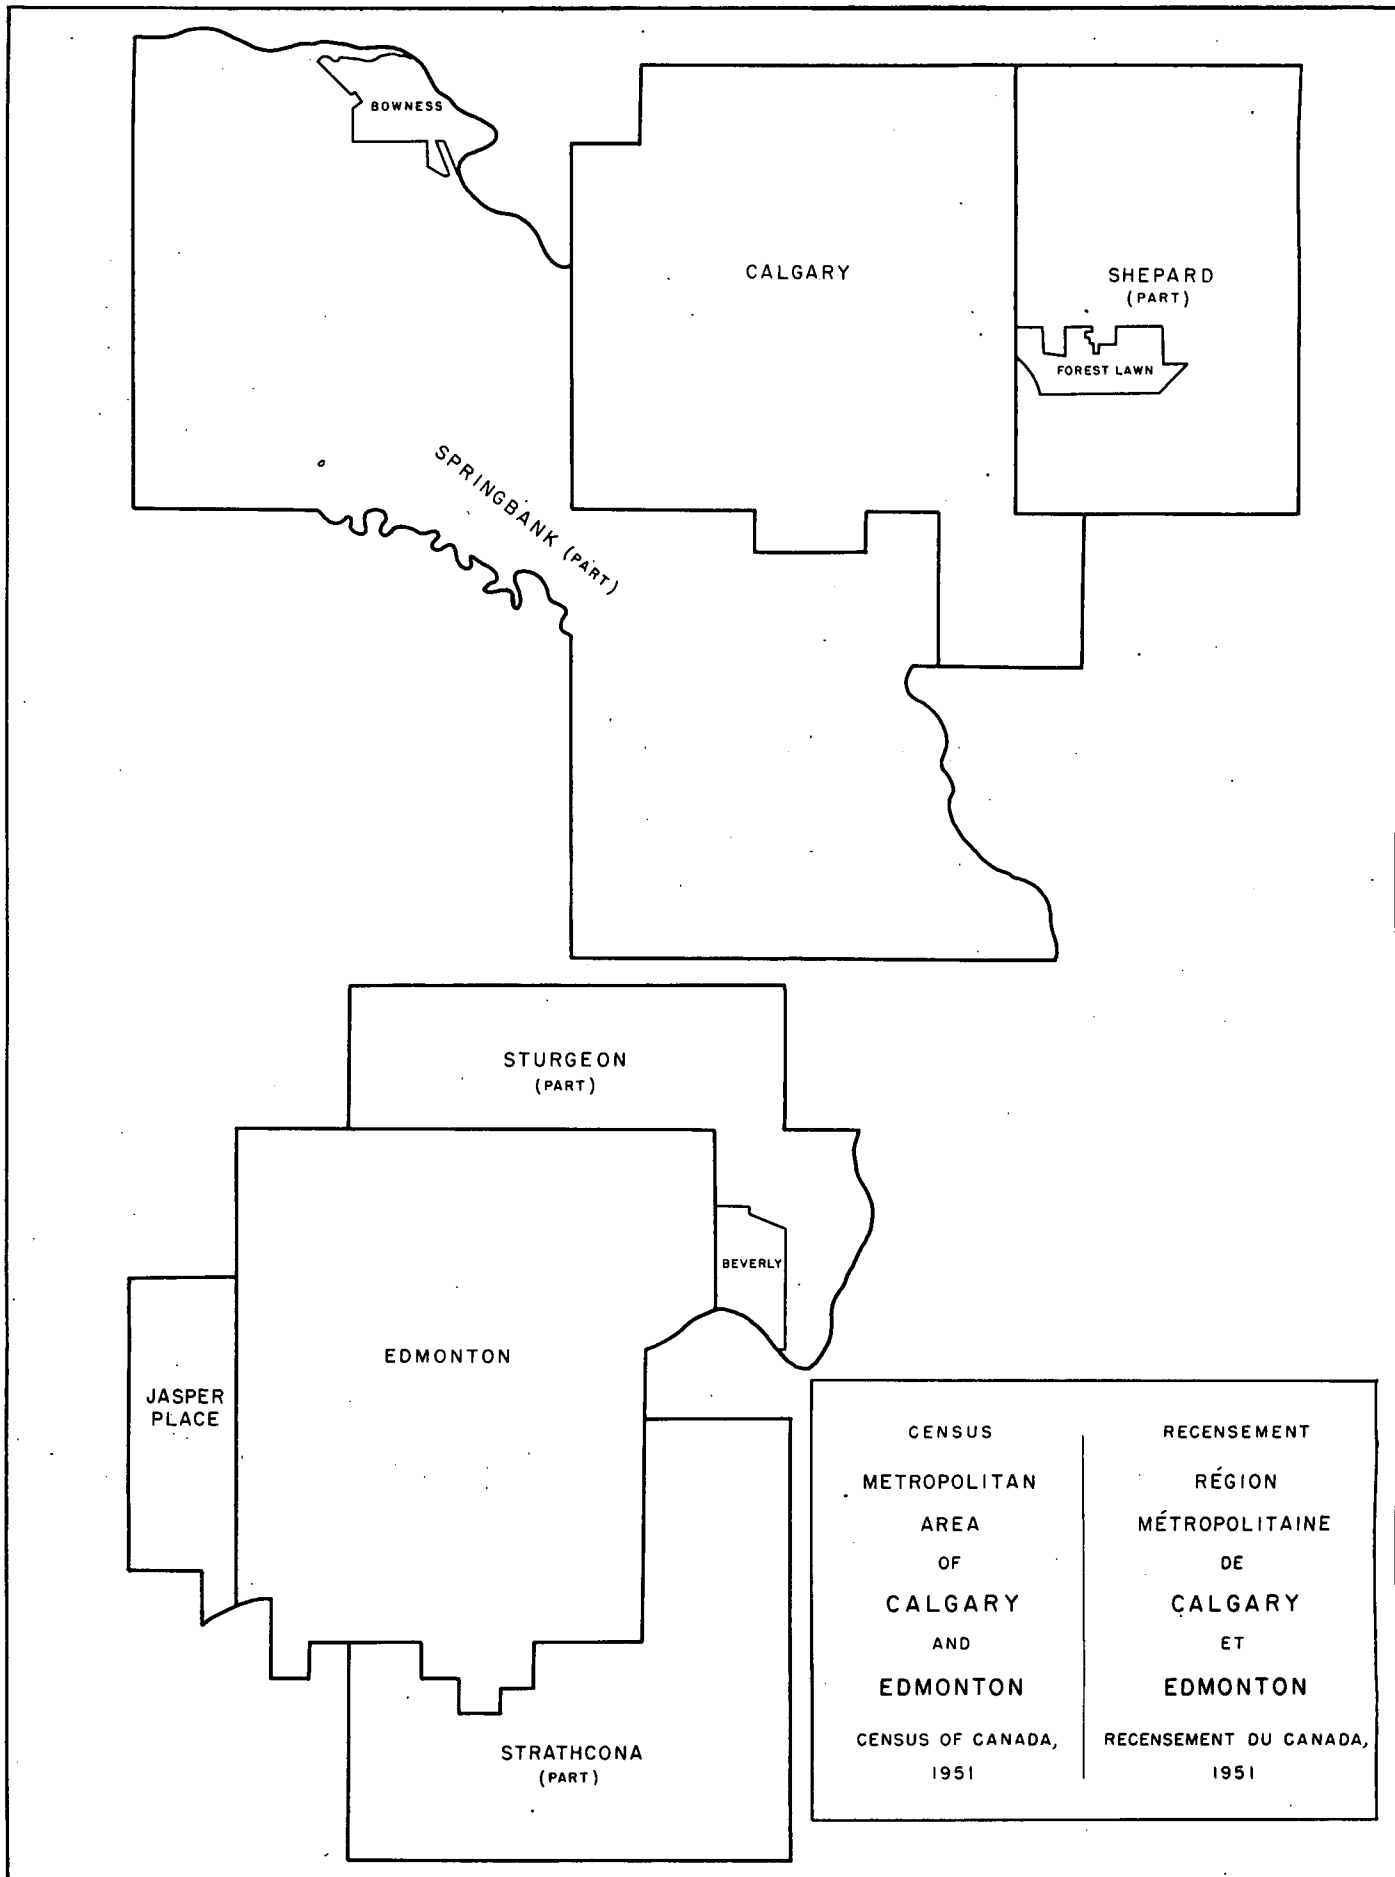 BOWNESS
CALGARY
SHEPARD
(PART)
FOREST LAWN
SPRINGBANK (PART)
STURGEON
(PART)
BEVERLY
EDMONTON
JASPER
PLACE
STRATHCONA
(PART)
CENSUS
METROPOLITAN
AREA
OF
CALGARY
AND
EDMONTON
CENSUS OF CANADA,
1951
RECENSEMENT
RÉGION
MÉTROPOLITAINE
DE
CALGARY
ET
EDMONTON
RECENSEMENT DU CANADA,
1951